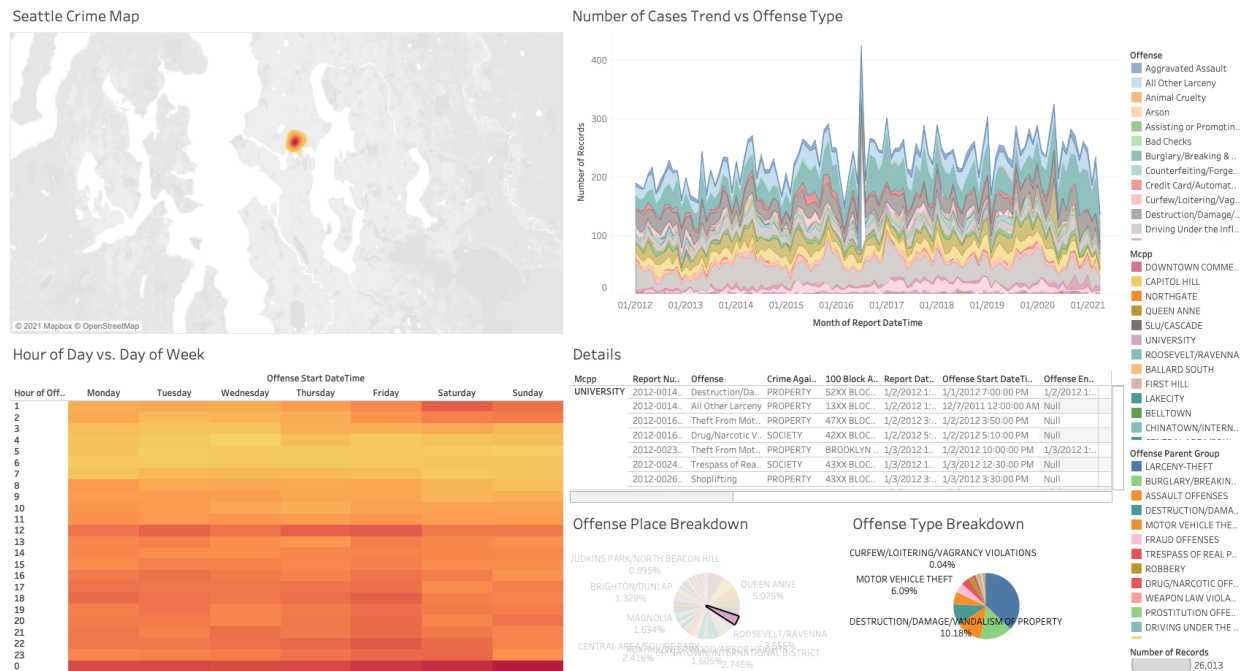 Seattle Crime Map
© 2021 Mapbox © OpenStreetMap
Number of Cases Trend vs Offense Type
Number of Records
400
300
200
100
0
01/2012 01/2013 01/2014 01/2015 01/2016 01/2017 01/2018 01/2019 01/2020 01/2021
Month of Report DateTime
Offense
Aggravated Assault
All Other Larceny
Animal Cruelty
Arson
Assisting or Promotin..
Bad Checks
Burglary/Breaking & ..
Counterfeiting/Forge..
Credit Card/Automat..
Curfew/Loitering/Vag..
Destruction/Damage/..
Driving Under the Infl..
Mcpp
DOWNTOWN COMME..
CAPITOL HILL
NORTHGATE
QUEEN ANNE
SLU/CASCADE
UNIVERSITY
ROOSEVELT/RAVENNA
BALLARD SOUTH
FIRST HILL
LAKECITY
BELLTOWN
CHINATOWN/INTERN..
Offense Parent Group
LARCENY-THEFT
BURGLARY/BREAKIN..
ASSAULT OFFENSES
DESTRUCTION/DAMA..
MOTOR VEHICLE THE..
FRAUD OFFENSES
TRESPASS OF REAL P..
ROBBERY
DRUG/NARCOTIC OFF..
WEAPON LAW VIOLA..
PROSTITUTION OFFE..
DRIVING UNDER THE ..
Number of Records
26,013
Hour of Day vs. Day of Week
Offense Start DateTime
Hour of Off.. Monday Tuesday Wednesday Thursday Friday Saturday Sunday
1
2
3
4
5
6
7
8
9
10
11
12
13
14
15
16
17
18
19
20
21
22
23
0
Details
Mcpp Report Nu.. Offense Crime Agai.. 100 Block A.. Report Dat.. Offense Start DateTi.. Offense En..
UNIVERSITY 2012-0014.. Destruction/Da.. PROPERTY 52XX BLOC.. 1/2/2012 1:.. 1/1/2012 7:00:00 PM 1/2/2012 1:..
2012-0014.. All Other Larceny PROPERTY 13XX BLOC.. 1/2/2012 1:.. 12/7/2011 12:00:00 AM Null
2012-0016.. Theft From Mot.. PROPERTY 47XX BLOC.. 1/2/2012 3:.. 1/2/2012 3:50:00 PM Null
2012-0016.. Drug/Narcotic V.. SOCIETY 42XX BLOC.. 1/2/2012 5:.. 1/2/2012 5:10:00 PM Null
2012-0023.. Theft From Mot.. PROPERTY BROOKLYN .. 1/3/2012 1:.. 1/2/2012 10:00:00 PM 1/3/2012 1:..
2012-0024.. Trespass of Rea.. SOCIETY 43XX BLOC.. 1/3/2012 1:.. 1/3/2012 12:30:00 PM Null
2012-0026.. Shoplifting PROPERTY 43XX BLOC.. 1/3/2012 3:.. 1/3/2012 3:30:00 PM Null
Offense Place Breakdown
JUDKINS PARK/NORTH BEACON HILL
0.895%
BRIGHTON/DUNLAP
1.329%
QUEEN ANNE
5.075%
MAGNOLIA
1.634%
ROOSEVELT/RAVENNA
CENTRAL AREA/SQUIRE PARK
2.416%
CHINATOWN/INTERNATIONAL DISTRICT
1.605%
2.746%
Offense Type Breakdown
CURFEW/LOITERING/VAGRANCY VIOLATIONS
0.04%
MOTOR VEHICLE THEFT
6.09%
DESTRUCTION/DAMAGE/VANDALISM OF PROPERTY
10.18%